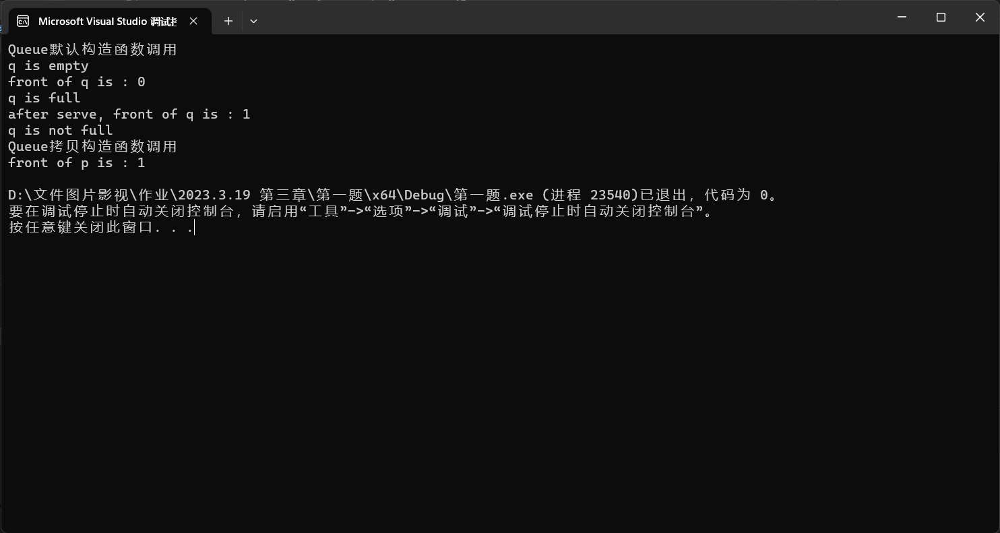 Microsoft Visual Studio 调试
Queue默认构造函数调用
q is empty
front of q is : 0
q is full
after serve, front of q is : 1
q is not full
Queue拷贝构造函数调用
front of p is : 1
D:\文件图片影视\作业\2023.3.19 第三章\第一题\x64\Debug\第一题.exe (进程 23540)已退出，代码为 0。
要在调试停止时自动关闭控制台，请启用“工具”->“选项”->“调试”->“调试停止时自动关闭控制台”。
按任意键关闭此窗口. . .